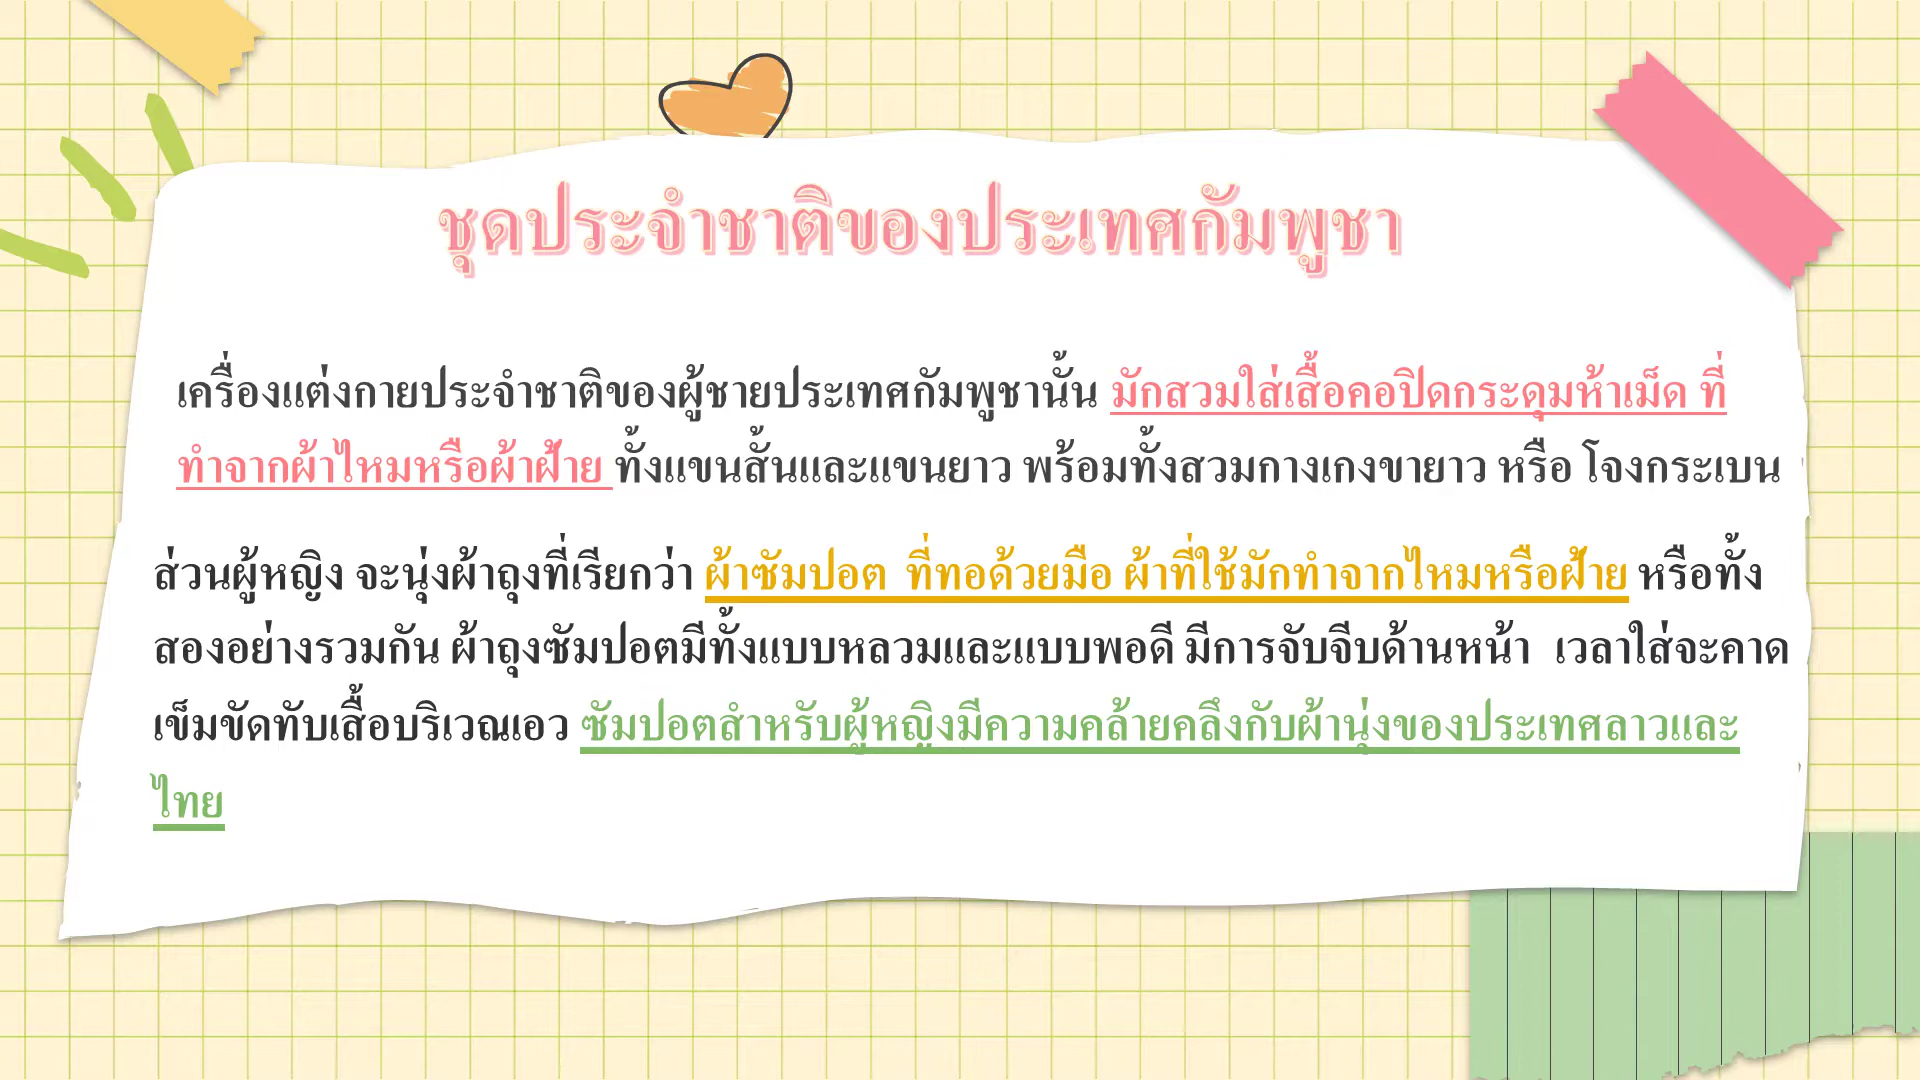 ชุดประจำชาติของประเทศกัมพูชา
เครื่องแต่งกายประจำชาติของผู้ชายประเทศกัมพูชานั้น มักสวมใส่เสื้อคอปิดกระดุมห้าเม็ด ที่
ทำจากผ้าไหมหรือผ้าฝ้าย ทั้งแขนสั้นและแขนยาว พร้อมทั้งสวมกางเกงขายาว หรือ โจงกระเบน
ส่วนผู้หญิง จะนุ่งผ้าถุงที่เรียกว่า ผ้าซัมปอต ที่ทอด้วยมือ ผ้าที่ใช้มักทำจากไหมหรือฝ้าย หรือทั้ง
สองอย่างรวมกัน ผ้าถุงซัมปอตมีทั้งแบบหลวมและแบบพอดี มีการจับจีบด้านหน้า เวลาใส่จะคาด
เข็มขัดทับเสื้อบริเวณเอว ซัมปอตสำหรับผู้หญิงมีความคล้ายคลึงกับผ้านุ่งของประเทศลาวและ
ไทย